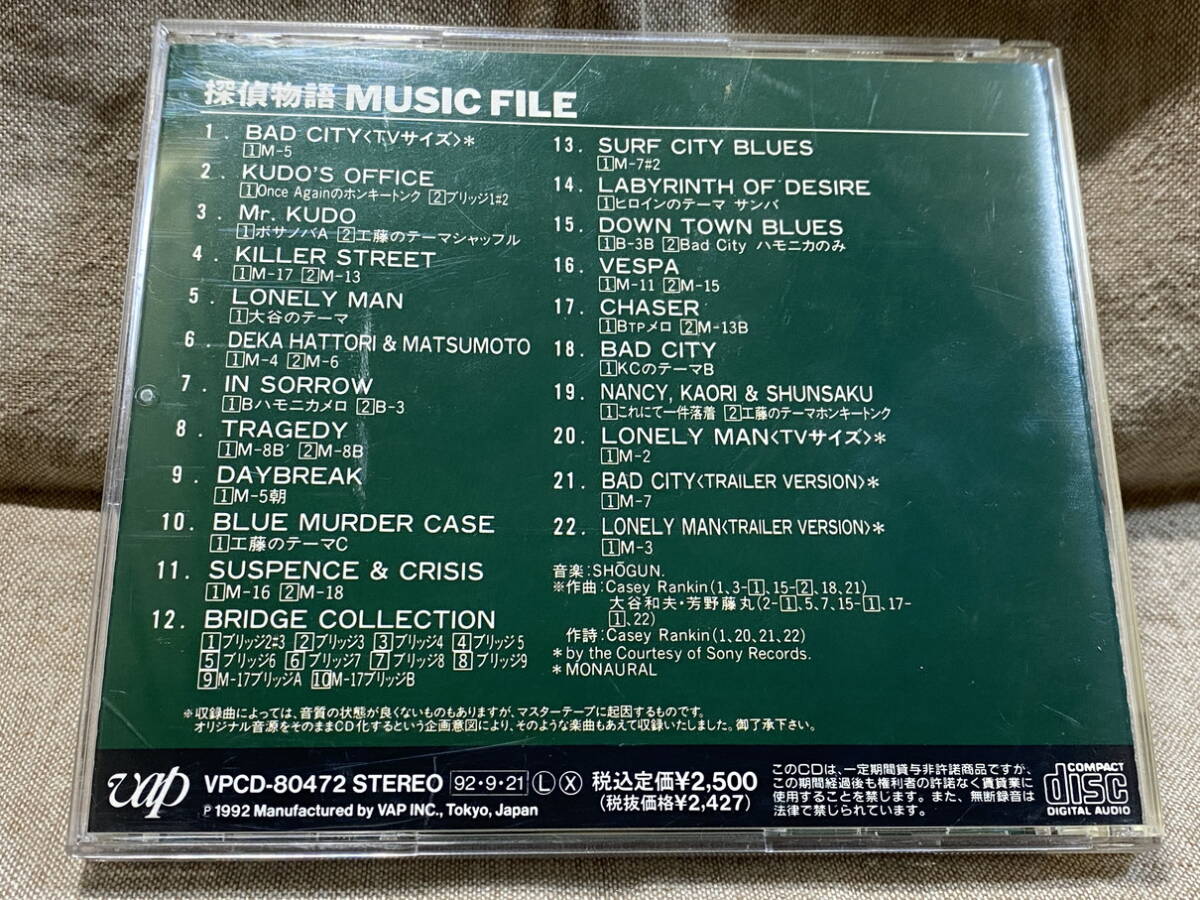 探偵物語 MUSIC FILE
1. BAD CITY〈TVサイズ〉*
1M-5
2. KUDO'S OFFICE
1Once Againのホンキートンク 2ブリッジ1#2
3. Mr. KUDO
1ボサノバA 2工藤のテーマシャッフル
4. KILLER STREET
1M-17 2M-13
5. LONELY MAN
1大谷のテーマ
6. DEKA HATTORI & MATSUMOTO
1M-4 2M-6
7. IN SORROW
1Bハモニカメロ 2B-3
8. TRAGEDY
1M-8B' 2M-8B
9. DAYBREAK
1M-5朝
10. BLUE MURDER CASE
1工藤のテーマC
11. SUSPENCE & CRISIS
1M-16 2M-18
12. BRIDGE COLLECTION
1ブリッジ2#3 2ブリッジ3 3ブリッジ4 4ブリッジ5
5ブリッジ6 6ブリッジ7 7ブリッジ8 8ブリッジ9
9M-17ブリッジA 10M-17ブリッジB
13. SURF CITY BLUES
1M-7#2
14. LABYRINTH OF DESIRE
1ヒロインのテーマ サンバ
15. DOWN TOWN BLUES
1B-3B 2Bad City ハモニカのみ
16. VESPA
1M-11 2M-15
17. CHASER
1BTPメロ 2M-13B
18. BAD CITY
1KCのテーマB
19. NANCY, KAORI & SHUNSAKU
1これにて一件落着 2工藤のテーマホンキートンク
20. LONELY MAN〈TVサイズ〉*
1M-2
21. BAD CITY〈TRAILER VERSION〉*
1M-7
22. LONELY MAN〈TRAILER VERSION〉*
1M-3
音楽:SHŌGUN.
※作曲:Casey Rankin(1、3-1、15-2、18、21)
大谷和夫・芳野藤丸(2-1、5、7、15-1、17-
1、22)
作詩:Casey Rankin(1、20、21、22)
*by the Courtesy of Sony Records.
*MONAURAL
※収録曲によっては、音質の状態が良くないものもありますが、マスターテープに起因するものです。
オリジナル音源をそのままCD化するという企画意図により、そのような楽曲もあえて収録いたしました。御了承下さい。
vap
VPCD-80472 STEREO 92・9・21 L X 税込定価¥2,500
(税抜価格¥2,427)
℗1992 Manufactured by VAP INC., Tokyo, Japan
このCDは、一定期間貸与非許諾商品ですが、
この期間経過後も権利者の許諾なく賃貸業に
使用することを禁じます。また、無断録音は
法律で禁じられています。
COMPACT
disc
DIGITAL AUDIO